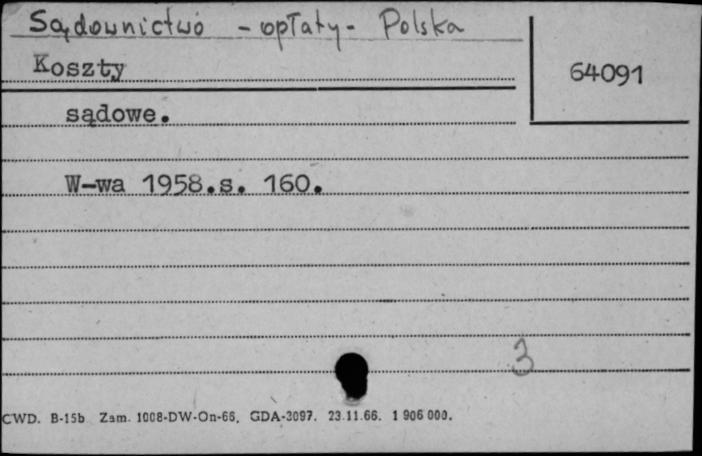 Sądownictwo - opłaty - Polska
Koszty
64091
sądowe.
W-wa 1958.s. 160.
3
CWD. B-15b Zam. 1008-DW-On-66, GDA-3097. 23.11.66. 1 906 000.